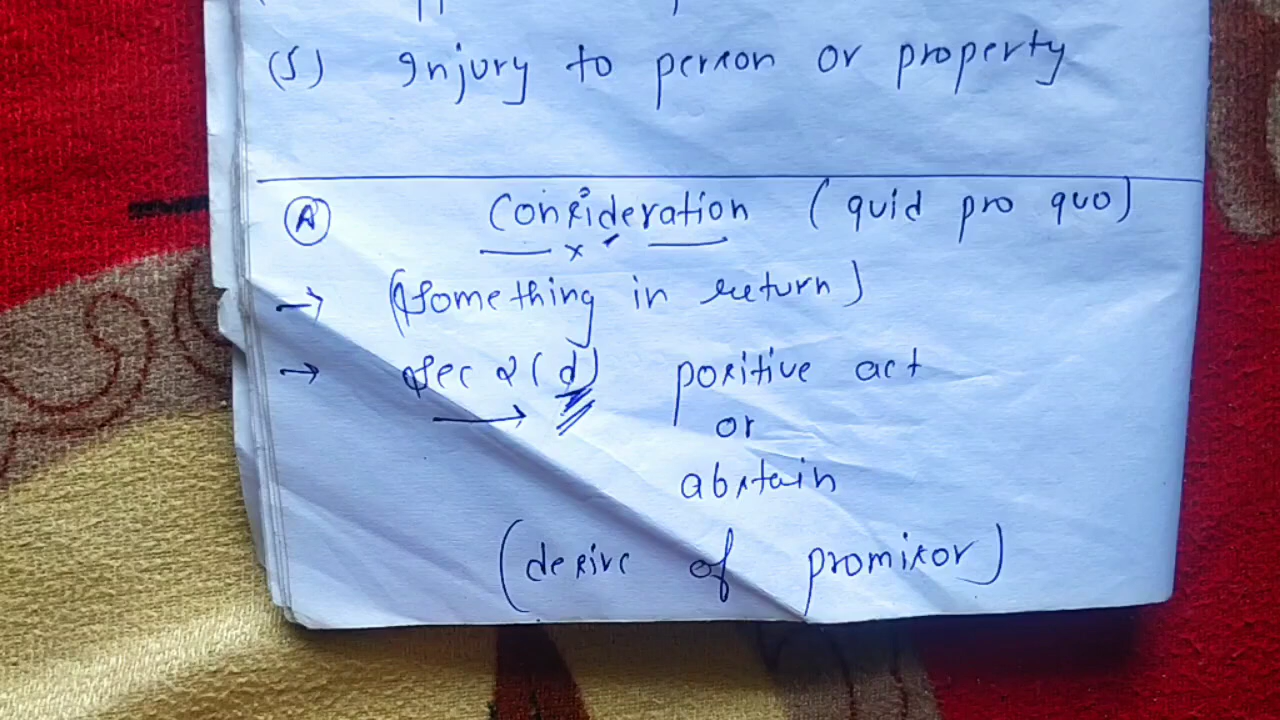 (5) Injury to person or property
(A) Consideration (quid pro quo)
→ (Something in return)
→ Sec 2(d) positive act
or
abstain
(desire of promisor)